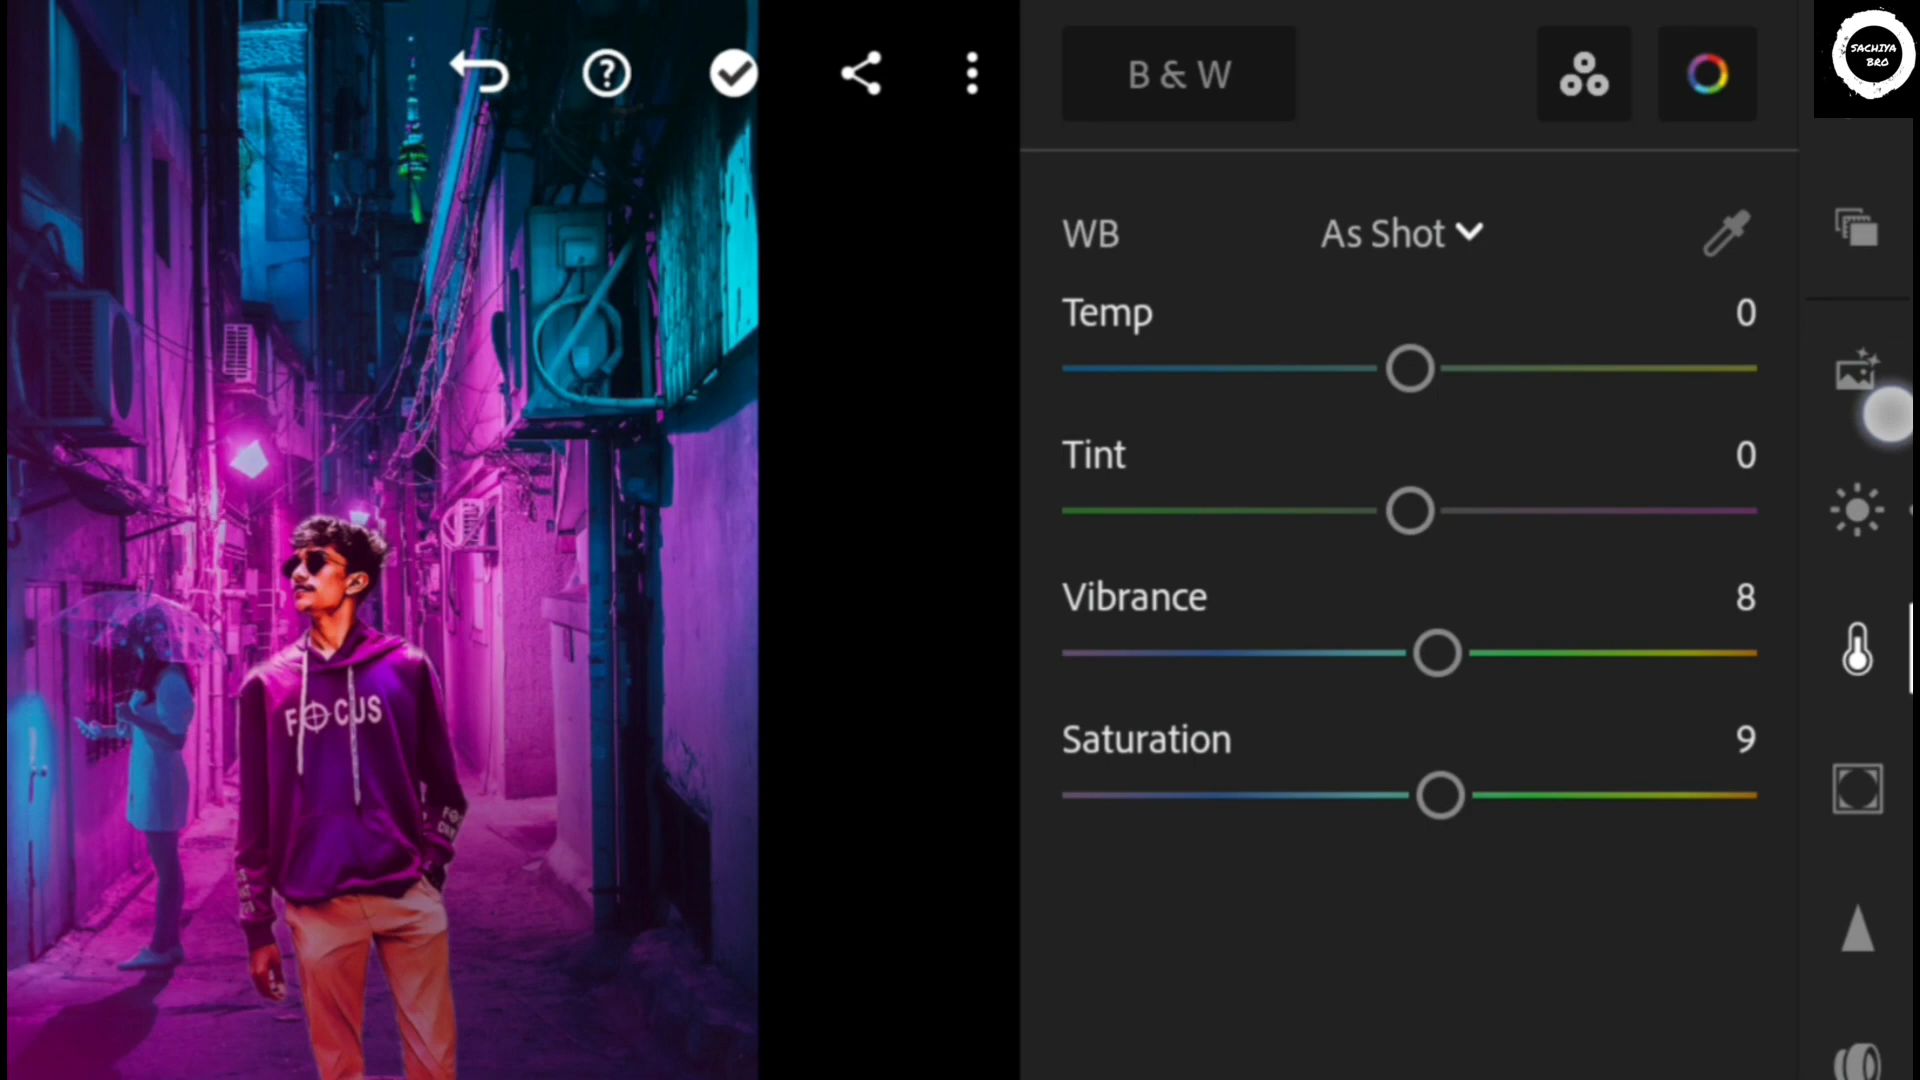 B & W
SACHIYA
BRO
WB
As Shot
Temp
0
Tint
0
Vibrance
8
Saturation
9
FOCUS